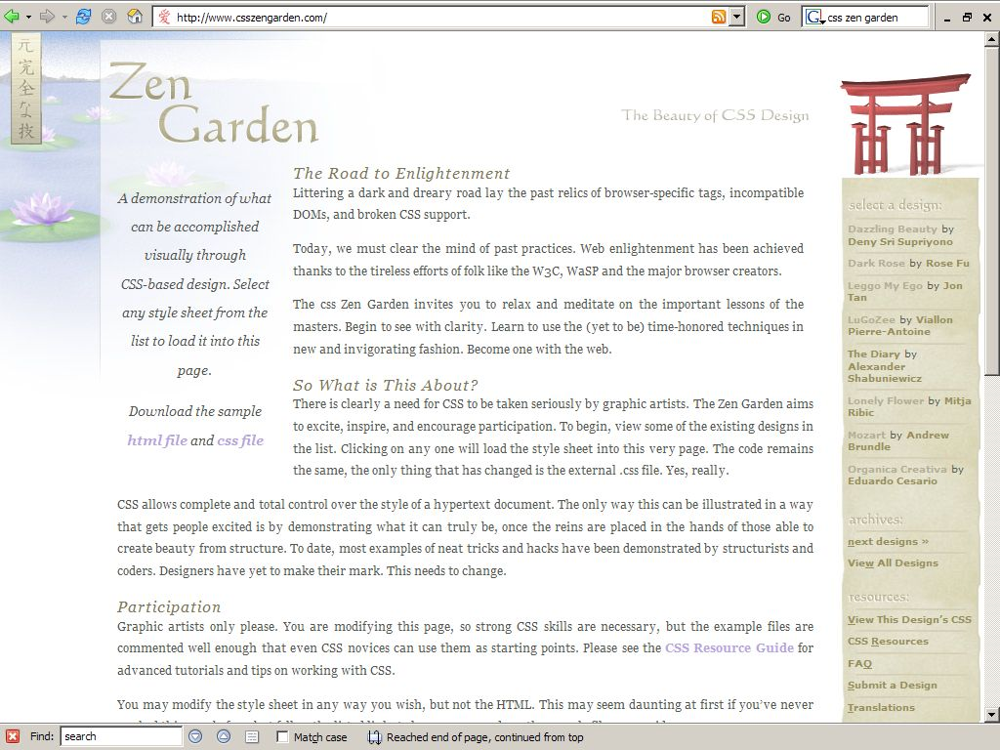 http://www.csszengarden.com/
Go
css zen garden
元
完
全
な
技
Zen
Garden
The Beauty of CSS Design
A demonstration of what
can be accomplished
visually through
CSS-based design. Select
any style sheet from the
list to load it into this
page.
Download the sample
html file and css file
The Road to Enlightenment
Littering a dark and dreary road lay the past relics of browser-specific tags, incompatible
DOMs, and broken CSS support.
Today, we must clear the mind of past practices. Web enlightenment has been achieved
thanks to the tireless efforts of folk like the W3C, WaSP and the major browser creators.
The css Zen Garden invites you to relax and meditate on the important lessons of the
masters. Begin to see with clarity. Learn to use the (yet to be) time-honored techniques in
new and invigorating fashion. Become one with the web.
So What is This About?
There is clearly a need for CSS to be taken seriously by graphic artists. The Zen Garden aims
to excite, inspire, and encourage participation. To begin, view some of the existing designs in
the list. Clicking on any one will load the style sheet into this very page. The code remains
the same, the only thing that has changed is the external .css file. Yes, really.
CSS allows complete and total control over the style of a hypertext document. The only way this can be illustrated in a way
that gets people excited is by demonstrating what it can truly be, once the reins are placed in the hands of those able to
create beauty from structure. To date, most examples of neat tricks and hacks have been demonstrated by structurists and
coders. Designers have yet to make their mark. This needs to change.
Participation
Graphic artists only please. You are modifying this page, so strong CSS skills are necessary, but the example files are
commented well enough that even CSS novices can use them as starting points. Please see the CSS Resource Guide for
advanced tutorials and tips on working with CSS.
You may modify the style sheet in any way you wish, but not the HTML. This may seem daunting at first if you've never
select a design:
Dazzling Beauty by
Deny Sri Supriyono
Dark Rose by Rose Fu
Leggo My Ego by Jon
Tan
LuGoZee by Viallon
Pierre-Antoine
The Diary by
Alexander
Shabuniewicz
Lonely Flower by Mitja
Ribic
Mozart by Andrew
Brundle
Organica Creativa by
Eduardo Cesario
archives:
next designs »
View All Designs
resources:
View This Design's CSS
CSS Resources
FAQ
Submit a Design
Translations
Find: search
Match case
Reached end of page, continued from top